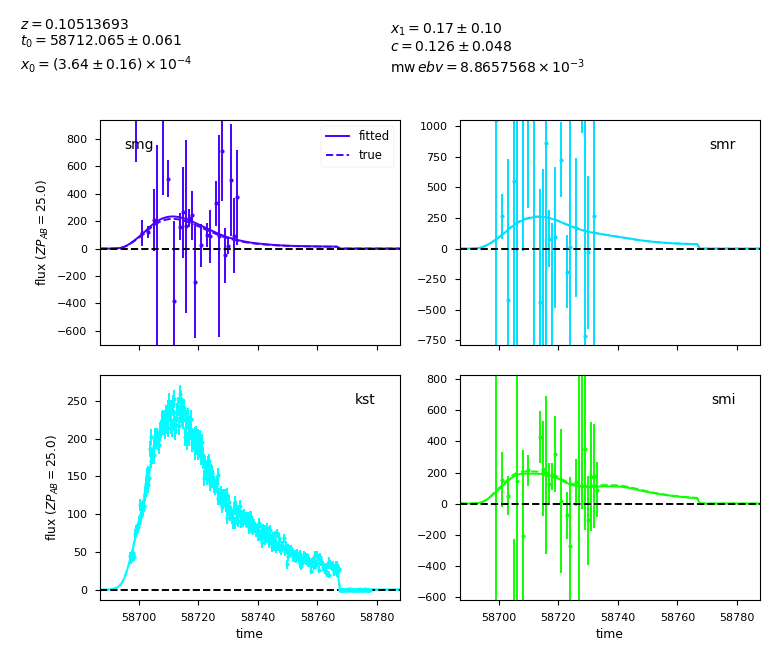 z = 0.10513693
t₀ = 58712.065 ± 0.061
x₀ = (3.64 ± 0.16) × 10⁻⁴
x₁ = 0.17 ± 0.10
c = 0.126 ± 0.048
mw ebv = 8.8657568 × 10⁻³
smg
fitted
true
flux (ZP_AB = 25.0)
800
600
400
200
0
−200
−400
−600
smr
1000
750
500
250
0
−250
−500
−750
kst
flux (ZP_AB = 25.0)
250
200
150
100
50
0
58700 58720 58740 58760 58780
time
smi
800
600
400
200
0
−200
−400
−600
58700 58720 58740 58760 58780
time